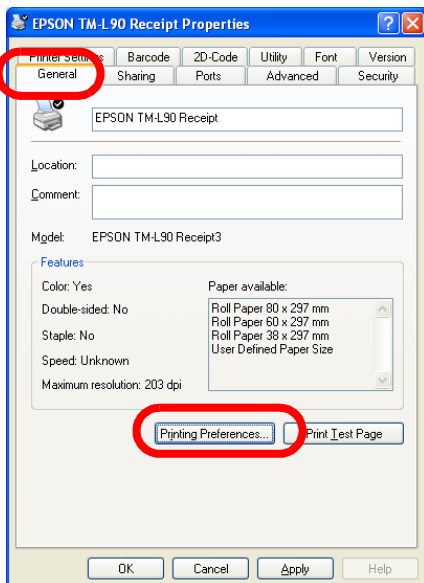 EPSON TM-L90 Receipt Properties
Printer Settings Barcode 2D-Code Utility Font Version
General Sharing Ports Advanced Security
EPSON TM-L90 Receipt
Location:
Comment:
Model: EPSON TM-L90 Receipt3
Features
Color: Yes Paper available:
Double-sided: No Roll Paper 80 x 297 mm
Roll Paper 60 x 297 mm
Staple: No Roll Paper 38 x 297 mm
User Defined Paper Size
Speed: Unknown
Maximum resolution: 203 dpi
Printing Preferences... Print Test Page
OK Cancel Apply Help